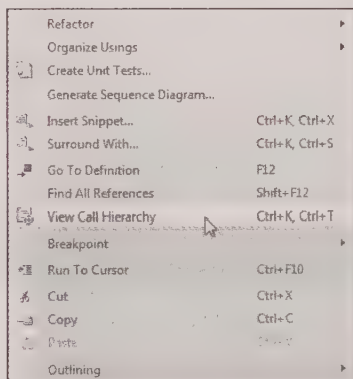 Refactor
Organize Usings
Create Unit Tests...
Generate Sequence Diagram...
Insert Snippet... Ctrl+K, Ctrl+X
Surround With... Ctrl+K, Ctrl+S
Go To Definition F12
Find All References Shift+F12
View Call Hierarchy Ctrl+K, Ctrl+T
Breakpoint
Run To Cursor Ctrl+F10
Cut Ctrl+X
Copy Ctrl+C
Paste
Outlining